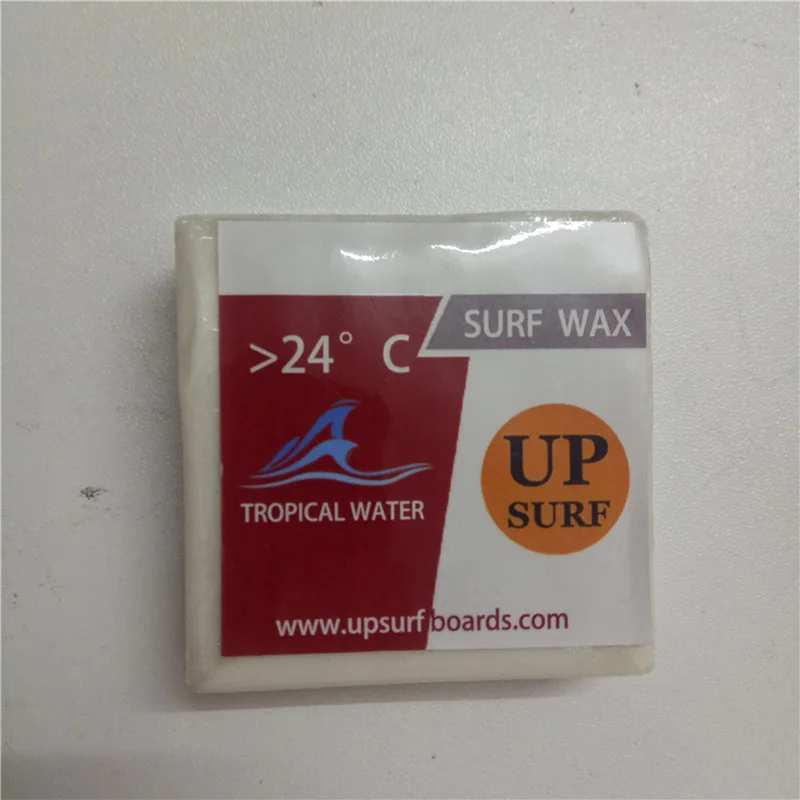 SURF WAX
>24° C
TROPICAL WATER
UP
SURF
www.upsurfboards.com